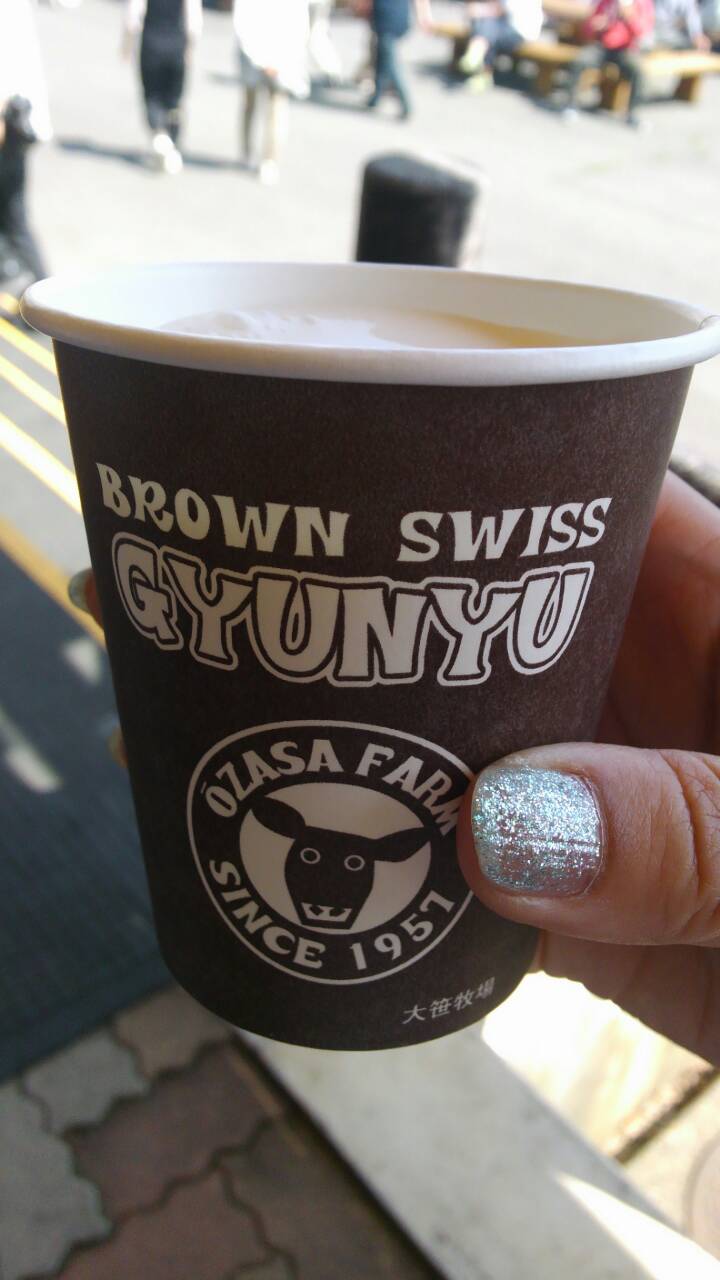 BROWN SWISS
GYUNYU
ŌZASA FARM
SINCE 1957
大笹牧場